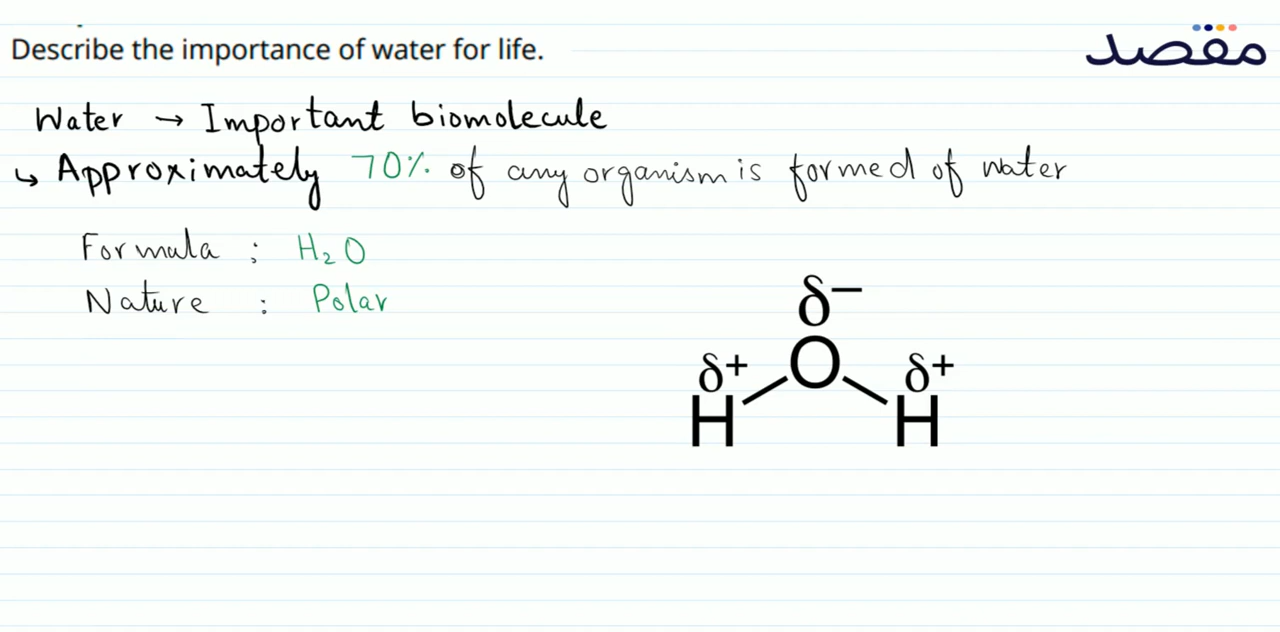 Describe the importance of water for life.
مقصد
Water → Important biomolecule
↳ Approximately 70% of any organism is formed of water
Formula : H₂O
Nature : Polar
δ−
δ+ O δ+
H H